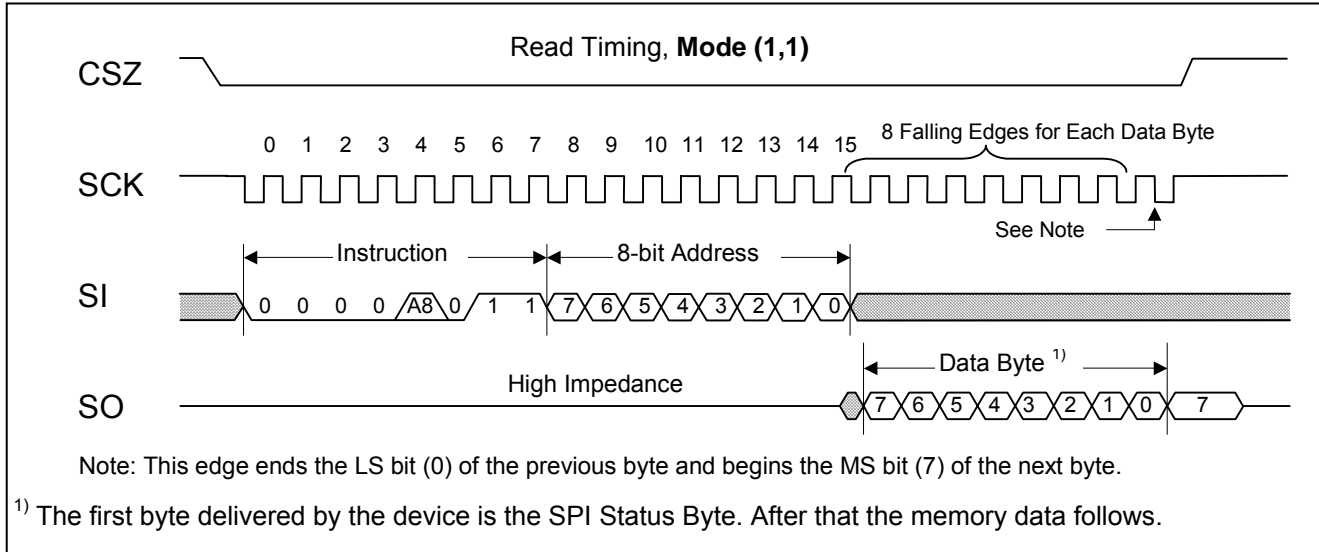 Read Timing, Mode (1,1)
CSZ
0 1 2 3 4 5 6 7 8 9 10 11 12 13 14 15
8 Falling Edges for Each Data Byte
SCK
See Note
Instruction
8-bit Address
SI
0 0 0 0 A8 0 1 1 7 6 5 4 3 2 1 0
Data Byte 1)
High Impedance
SO
7 6 5 4 3 2 1 0 7
Note: This edge ends the LS bit (0) of the previous byte and begins the MS bit (7) of the next byte.
1) The first byte delivered by the device is the SPI Status Byte. After that the memory data follows.